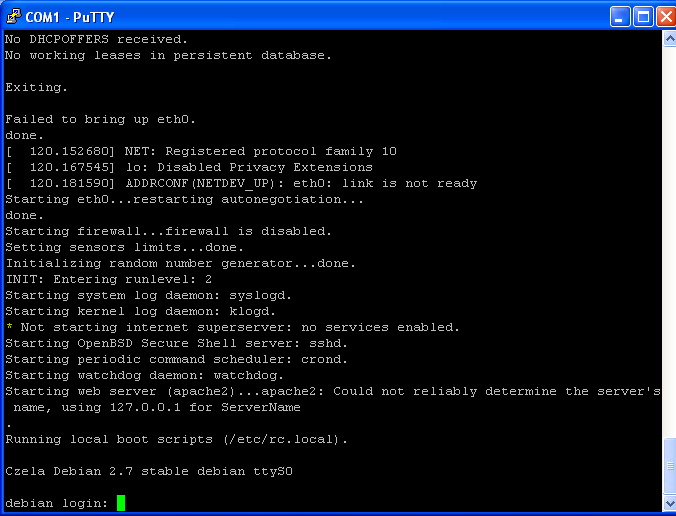 COM1 - PuTTY
No DHCPOFFERS received.
No working leases in persistent database.
Exiting.
Failed to bring up eth0.
done.
[  120.152680] NET: Registered protocol family 10
[  120.167545] lo: Disabled Privacy Extensions
[  120.181590] ADDRCONF(NETDEV_UP): eth0: link is not ready
Starting eth0...restarting autonegotiation...
done.
Starting firewall...firewall is disabled.
Setting sensors limits...done.
Initializing random number generator...done.
INIT: Entering runlevel: 2
Starting system log daemon: syslogd.
Starting kernel log daemon: klogd.
* Not starting internet superserver: no services enabled.
Starting OpenBSD Secure Shell server: sshd.
Starting periodic command scheduler: crond.
Starting watchdog daemon: watchdog.
Starting web server (apache2)...apache2: Could not reliably determine the server's
 name, using 127.0.0.1 for ServerName
.
Running local boot scripts (/etc/rc.local).
Czela Debian 2.7 stable debian ttyS0
debian login: